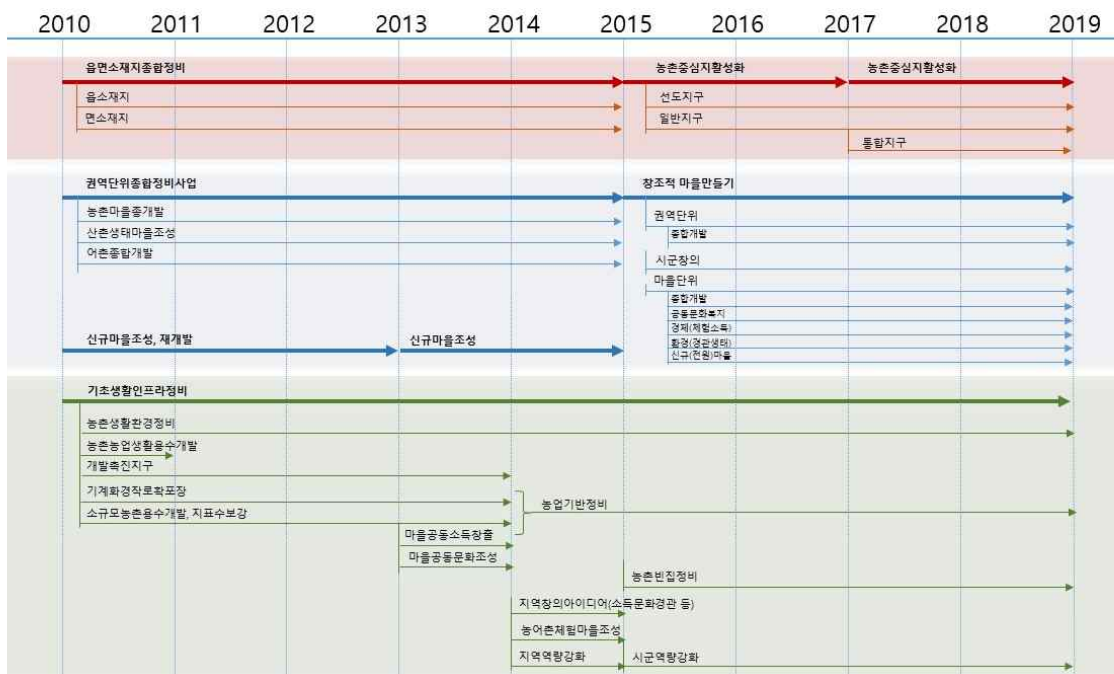 2010 2011 2012 2013 2014 2015 2016 2017 2018 2019
읍면소재지종합정비 농촌중심지활성화 농촌중심지활성화
읍소재지 선도지구
면소재지 일반지구
통합지구
권역단위종합정비사업 창조적 마을만들기
농촌마을종개발 권역단위
산촌생태마을조성 종합개발
어촌종합개발 시군창의
마을단위
종합개발
공동문화복지
경제(체험소득)
환경(경관생태)
신규(전원)마을
신규마을조성, 재개발 신규마을조성
기초생활인프라정비
농촌생활환경정비
농촌농업생활용수개발
개발촉진지구
기계화경작로확포장 농업기반정비
소규모농촌용수개발, 지표수보강
마을공동소득창출
마을공동문화조성
농촌빈집정비
지역창의아이디어(소득문화경관 등)
농어촌체험마을조성
지역역량강화 시군역량강화